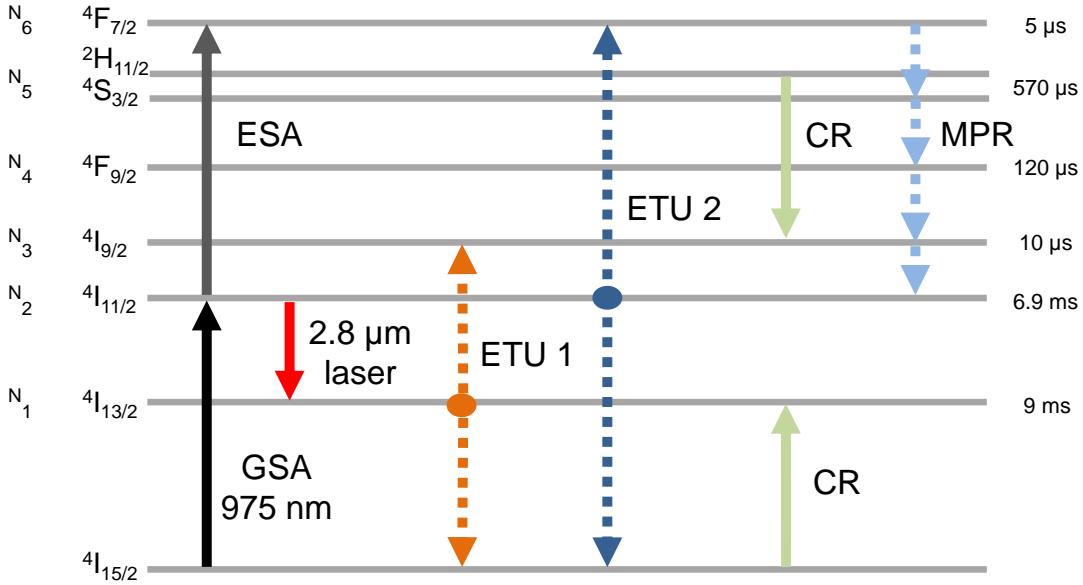 N6 ⁴F7/2 5 µs
²H11/2
N5 ⁴S3/2 570 µs
ESA CR MPR
N4 ⁴F9/2 120 µs
ETU 2
N3 ⁴I9/2 10 µs
N2 ⁴I11/2 6.9 ms
2.8 µm
laser
ETU 1
N1 ⁴I13/2 9 ms
GSA
975 nm
CR
⁴I15/2